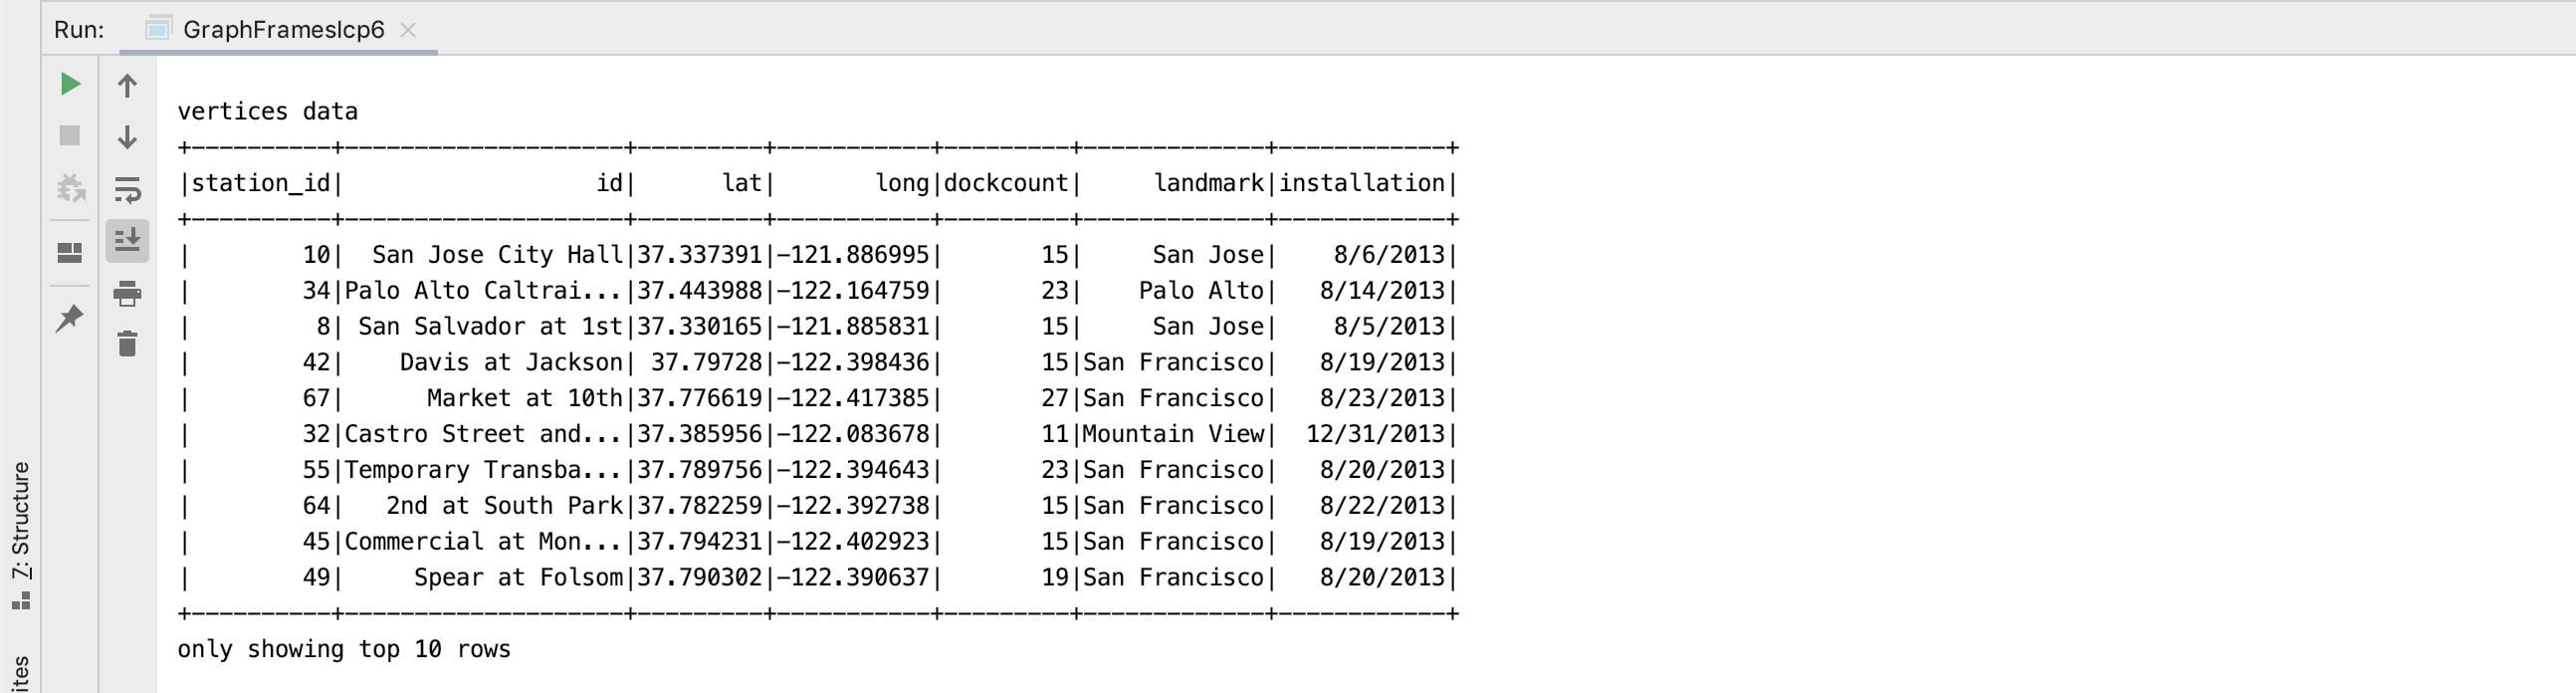 Run: GraphFramesIcp6
vertices data
+----------+--------------------+---------+-----------+---------+-------------+------------+
|station_id|                  id|      lat|       long|dockcount|     landmark|installation|
+----------+--------------------+---------+-----------+---------+-------------+------------+
|        10|  San Jose City Hall|37.337391|-121.886995|       15|     San Jose|    8/6/2013|
|        34|Palo Alto Caltrai...|37.443988|-122.164759|       23|    Palo Alto|   8/14/2013|
|         8| San Salvador at 1st|37.330165|-121.885831|       15|     San Jose|    8/5/2013|
|        42|    Davis at Jackson| 37.79728|-122.398436|       15|San Francisco|   8/19/2013|
|        67|      Market at 10th|37.776619|-122.417385|       27|San Francisco|   8/23/2013|
|        32|Castro Street and...|37.385956|-122.083678|       11|Mountain View|  12/31/2013|
|        55|Temporary Transba...|37.789756|-122.394643|       23|San Francisco|   8/20/2013|
|        64|   2nd at South Park|37.782259|-122.392738|       15|San Francisco|   8/22/2013|
|        45|Commercial at Mon...|37.794231|-122.402923|       15|San Francisco|   8/19/2013|
|        49|     Spear at Folsom|37.790302|-122.390637|       19|San Francisco|   8/20/2013|
+----------+--------------------+---------+-----------+---------+-------------+------------+
only showing top 10 rows
Z: Structure
ites